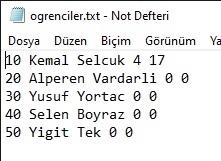 ogrenciler.txt - Not Defteri
Dosya Düzen Biçim Görünüm
10 Kemal Selcuk 4 17
20 Alperen Vardarli 0 0
30 Yusuf Yortac 0 0
40 Selen Boyraz 0 0
50 Yigit Tek 0 0